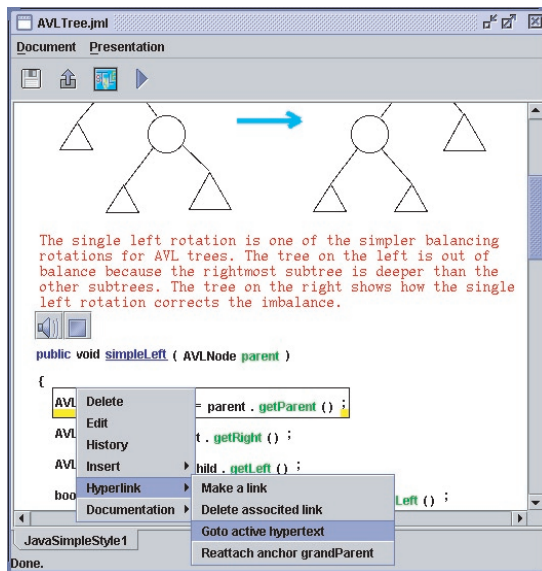 AVLTree.jml
Document Presentation
The single left rotation is one of the simpler balancing
rotations for AVL trees. The tree on the left is out of
balance because the rightmost subtree is deeper than the
other subtrees. The tree on the right shows how the single
left rotation corrects the imbalance.
public void simpleLeft ( AVLNode parent )
{
AVL = parent . getParent () ;
AVL t . getRight () ;
AVL hild . getLeft () ;
boo Left () ;
Delete
Edit
History
Insert
Hyperlink
Documentation
Make a link
Delete associted link
Goto active hypertext
Reattach anchor grandParent
JavaSimpleStyle1
Done.